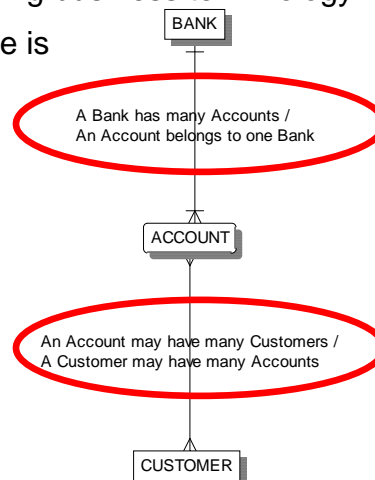 e is
BANK
A Bank has many Accounts /
An Account belongs to one Bank
ACCOUNT
An Account may have many Customers /
A Customer may have many Accounts
CUSTOMER